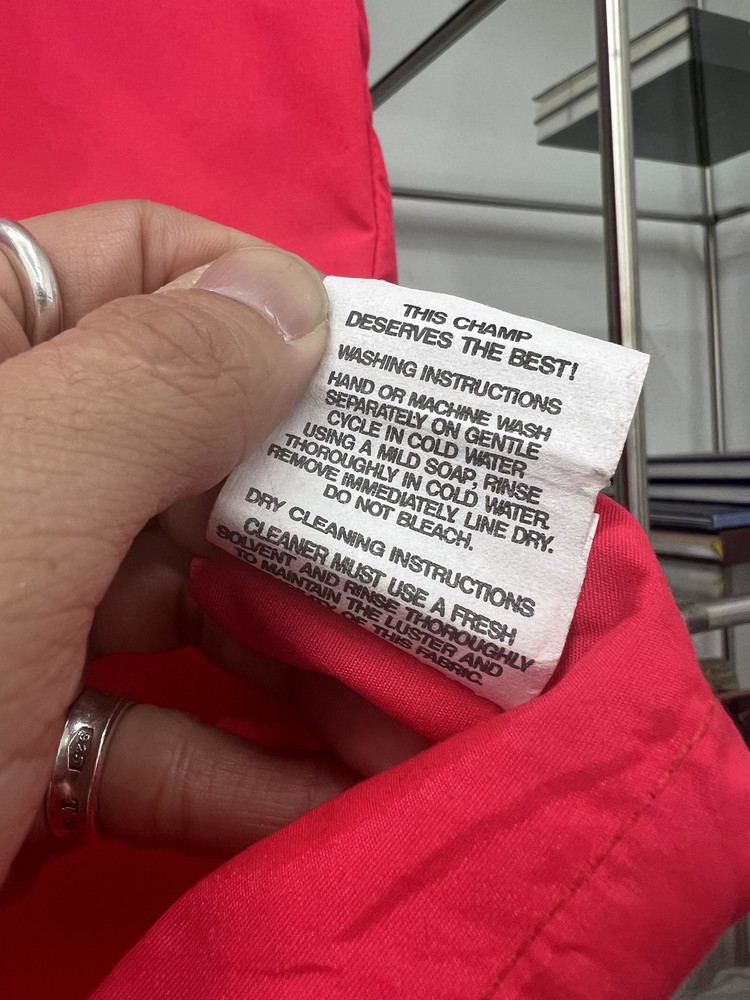 THIS CHAMP
DESERVES THE BEST!
WASHING INSTRUCTIONS
HAND OR MACHINE WASH
SEPARATELY ON GENTLE
CYCLE IN COLD WATER
USING A MILD SOAP, RINSE
THOROUGHLY IN COLD WATER.
REMOVE IMMEDIATELY. LINE DRY.
DO NOT BLEACH.
DRY CLEANING INSTRUCTIONS
CLEANER MUST USE A FRESH
SOLVENT AND RINSE THOROUGHLY
TO MAINTAIN THE LUSTER AND
OF THIS FABRIC.
925